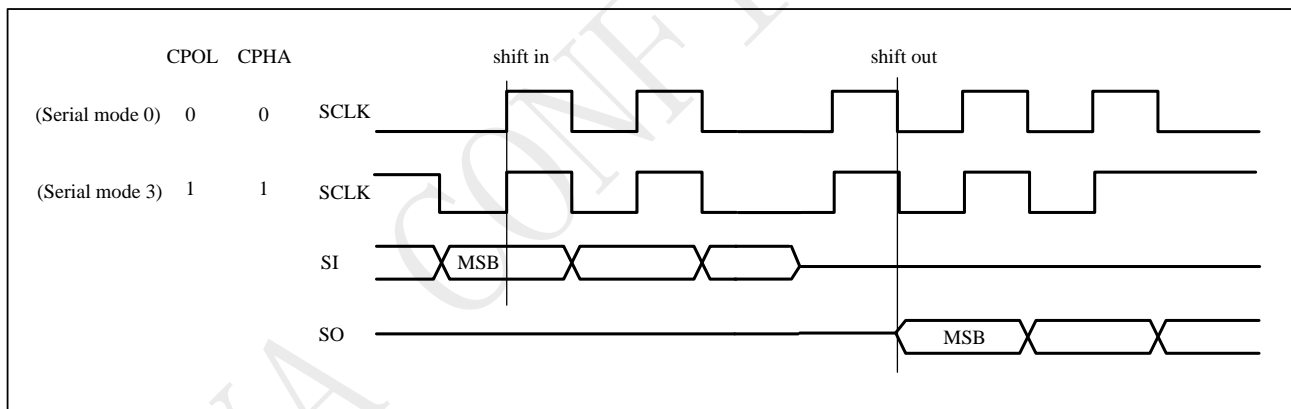 CPOL CPHA shift in shift out
(Serial mode 0) 0 0 SCLK
(Serial mode 3) 1 1 SCLK
SI MSB
SO MSB